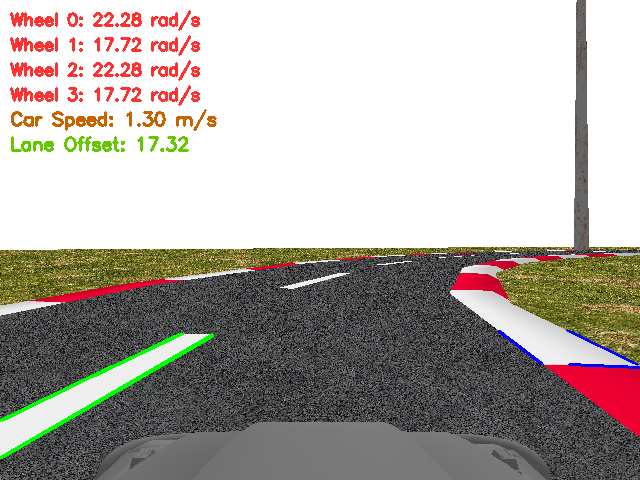 Wheel 0: 22.28 rad/s
Wheel 1: 17.72 rad/s
Wheel 2: 22.28 rad/s
Wheel 3: 17.72 rad/s
Car Speed: 1.30 m/s
Lane Offset: 17.32